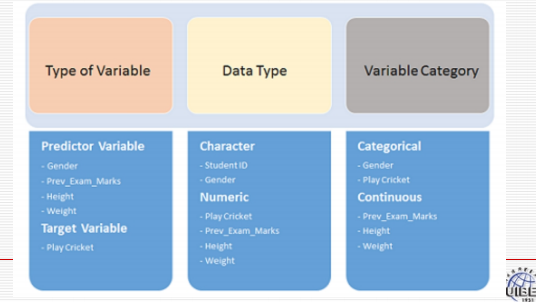 Type of Variable
Data Type
Variable Category
Predictor Variable
- Gender
- Prev_Exam_Marks
- Height
- Weight
Target Variable
- Play Cricket
Character
- Student ID
- Gender
Numeric
- Play Cricket
- Prev_Exam_Marks
- Height
- Weight
Categorical
- Gender
- Play Cricket
Continuous
- Prev_Exam_Marks
- Height
- Weight